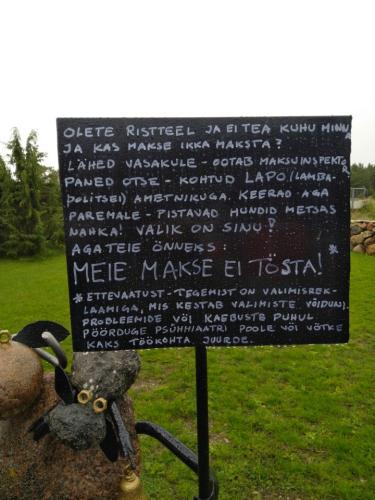 OLETE RISTTEEL JA EI TEA KUHU MINNA
JA KAS MAKSE IKKA MAKSTA?
LÄHED VASAKULE - OOTAB MAKSUINSPEKTOR
PANED OTSE - KOHTUD LAPO (LAMBA-
POLITSEI) AMETNIKUGA. KEERAD AGA
PAREMALE - PISTAVAD HUNDID METSAS
NAHKA! VALIK ON SINU!
AGA TEIE ÕNNEKS: *
MEIE MAKSE EI TÕSTA!
* ETTEVAATUST - TEGEMIST ON VALIMISREK-
LAAMIGA, MIS KESTAB VALIMISTE VÕIDUNI.
PROBLEEMIDE VÕI KAEBUSTE PUHUL
PÖÖRDUGE PSÜHHIAATRI POOLE VÕI VÕTKE
KAKS TÖÖKOHTA JUURDE.